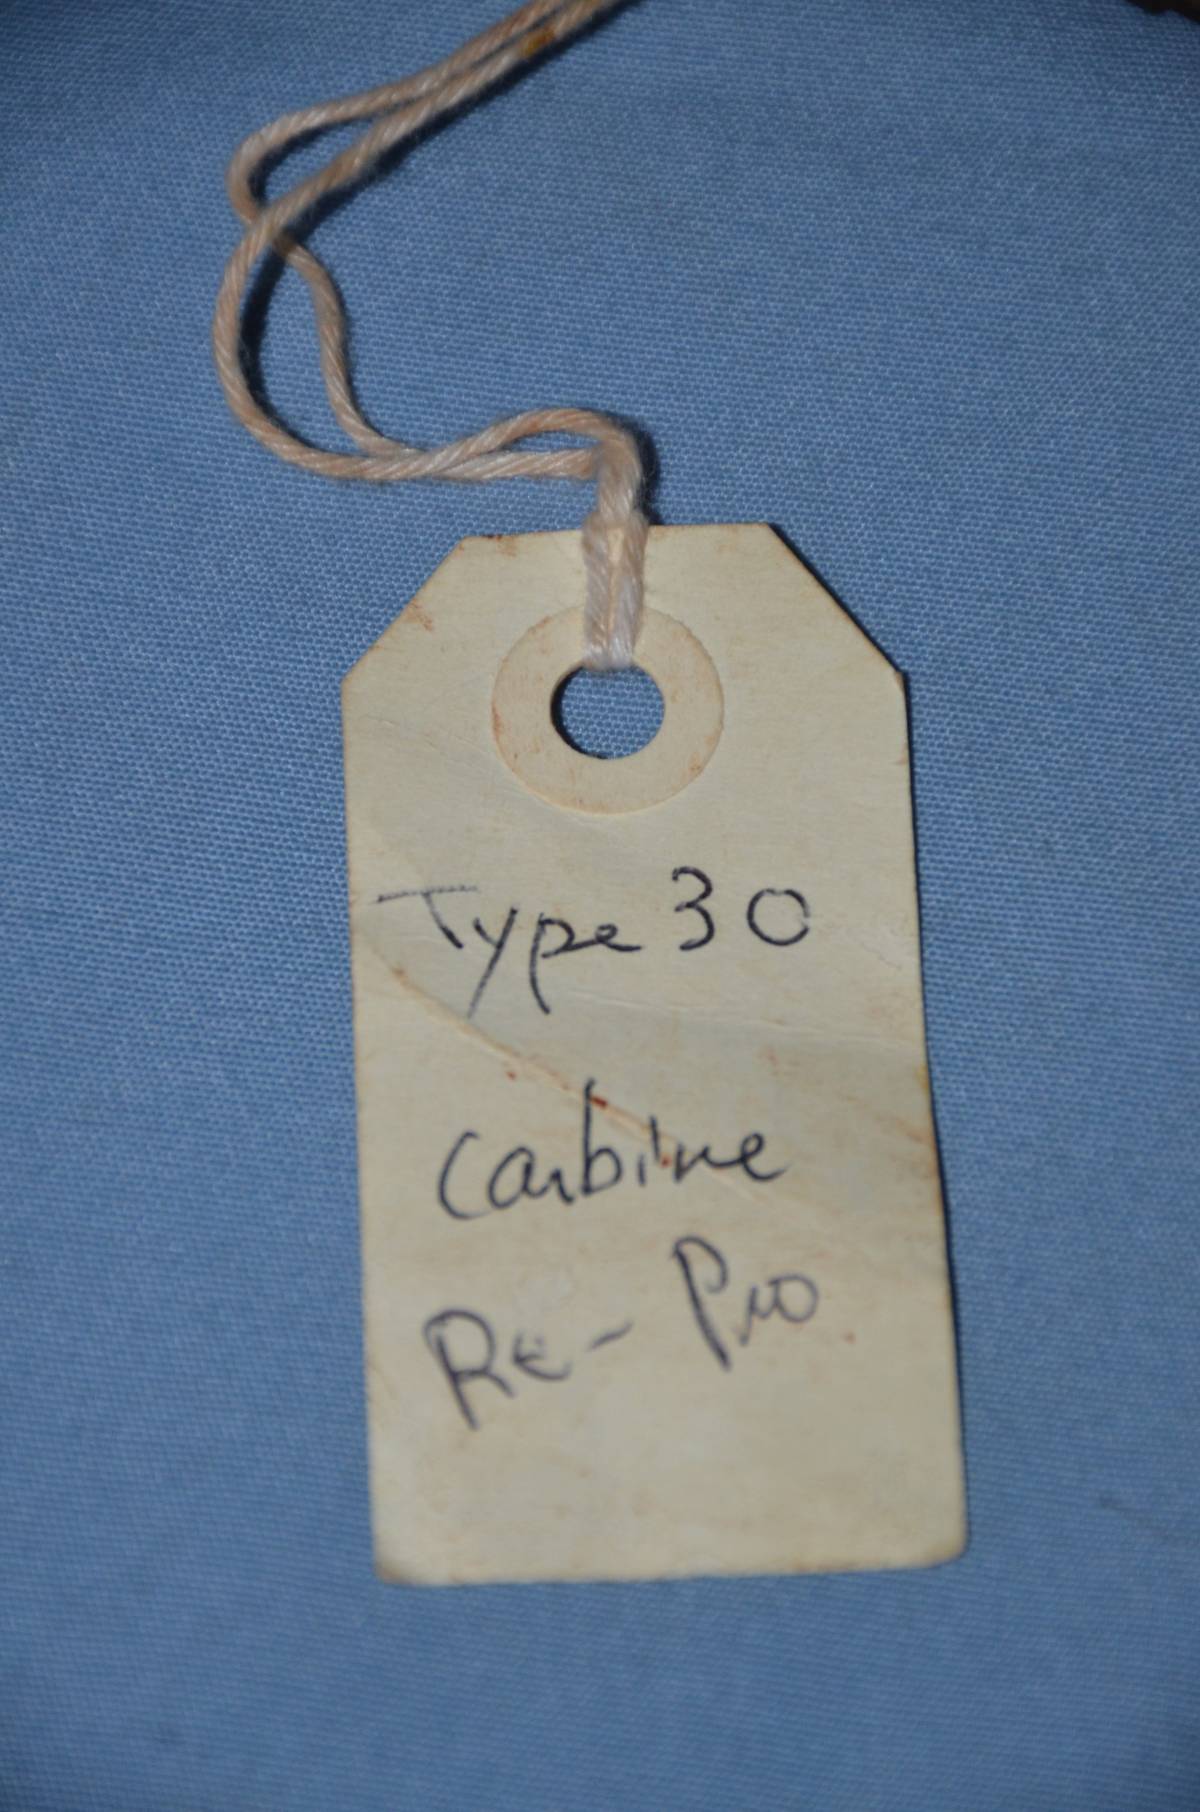 Type 30
Carbine
Re-Pro